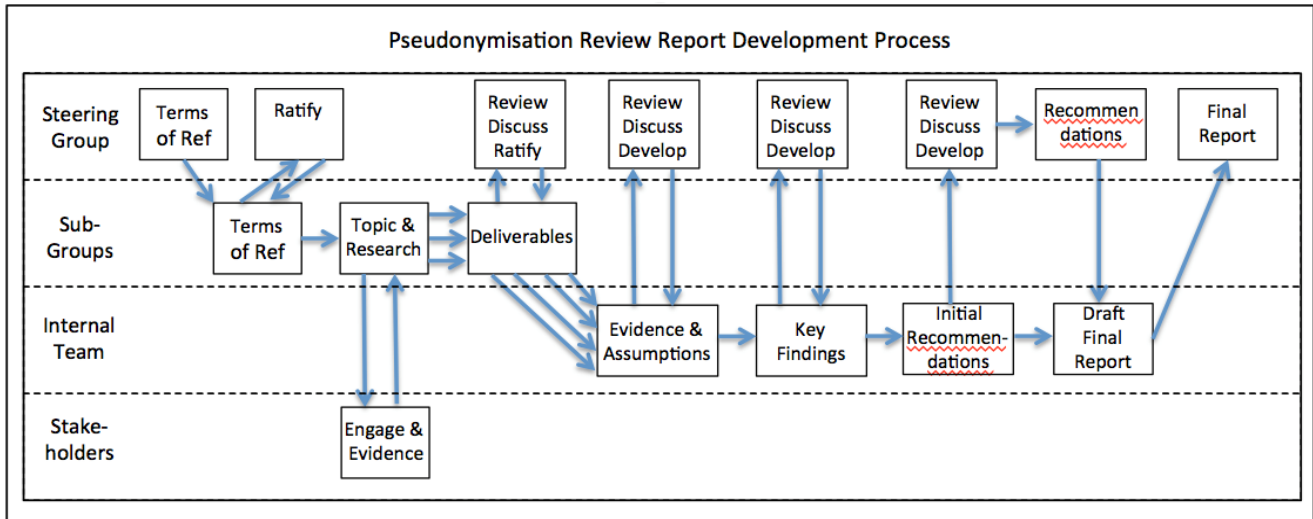 Pseudonymisation Review Report Development Process
Steering
Group
Terms
of Ref
Ratify
Review
Discuss
Ratify
Review
Discuss
Develop
Review
Discuss
Develop
Review
Discuss
Develop
Recommen
dations
Final
Report
Sub-
Groups
Terms
of Ref
Topic &
Research
Deliverables
Internal
Team
Evidence &
Assumptions
Key
Findings
Initial
Recommen-
dations
Draft
Final
Report
Stake-
holders
Engage &
Evidence